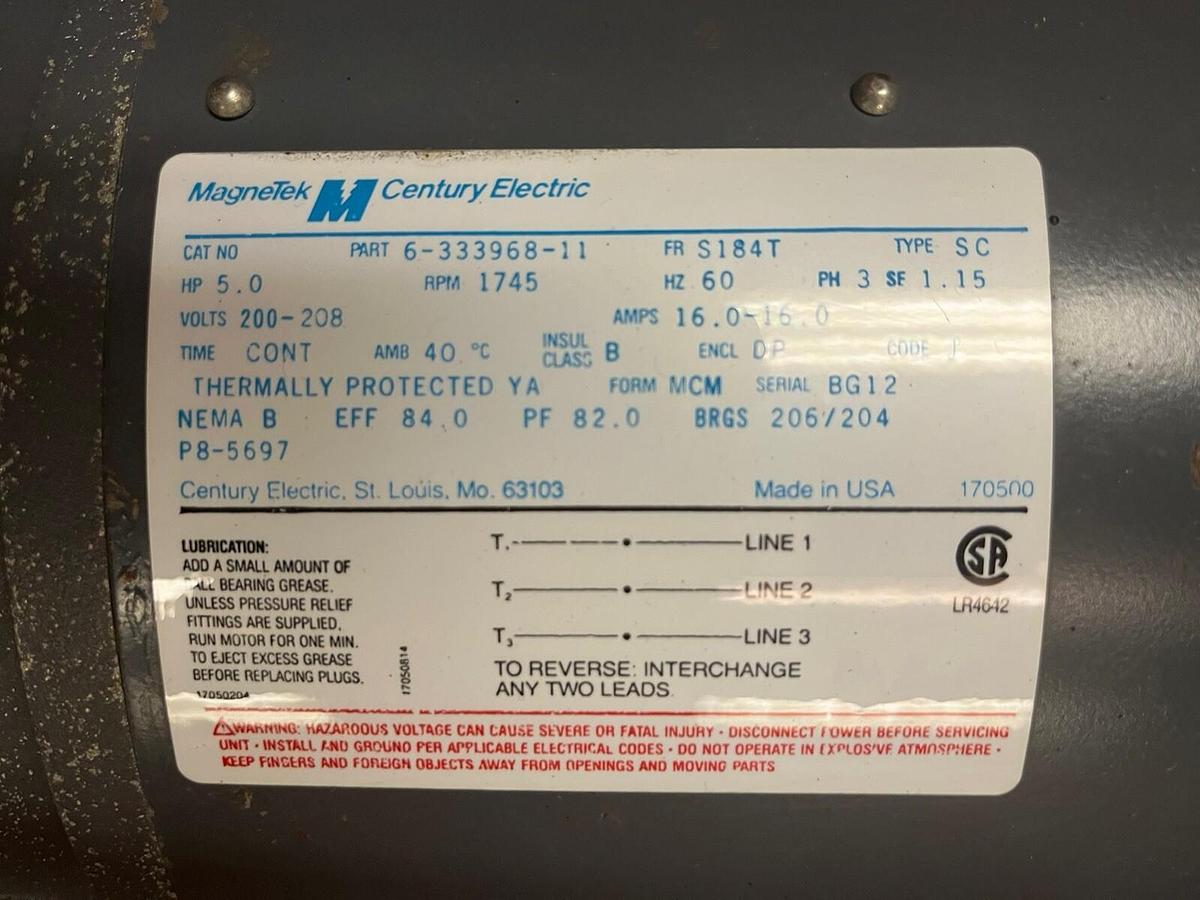 MagneTek Century Electric
CAT NO PART 6-333968-11 FR S184T TYPE SC
HP 5.0 RPM 1745 HZ 60 PH 3 SF 1.15
VOLTS 200-208 AMPS 16.0-16.0
TIME CONT AMB 40 °C INSUL CLASS B ENCL DP CODE J
THERMALLY PROTECTED YA FORM MCM SERIAL BG12
NEMA B EFF 84.0 PF 82.0 BRGS 206/204
P8-5697
Century Electric, St. Louis, Mo. 63103 Made in USA 170500
LUBRICATION:
ADD A SMALL AMOUNT OF
BALL BEARING GREASE.
UNLESS PRESSURE RELIEF
FITTINGS ARE SUPPLIED,
RUN MOTOR FOR ONE MIN.
TO EJECT EXCESS GREASE
BEFORE REPLACING PLUGS.
17050204
17050814
T1 LINE 1
T2 LINE 2
T3 LINE 3
TO REVERSE: INTERCHANGE
ANY TWO LEADS.
SA
LR4642
WARNING: HAZARDOUS VOLTAGE CAN CAUSE SEVERE OR FATAL INJURY · DISCONNECT POWER BEFORE SERVICING
UNIT · INSTALL AND GROUND PER APPLICABLE ELECTRICAL CODES · DO NOT OPERATE IN EXPLOSIVE ATMOSPHERE ·
KEEP FINGERS AND FOREIGN OBJECTS AWAY FROM OPENINGS AND MOVING PARTS